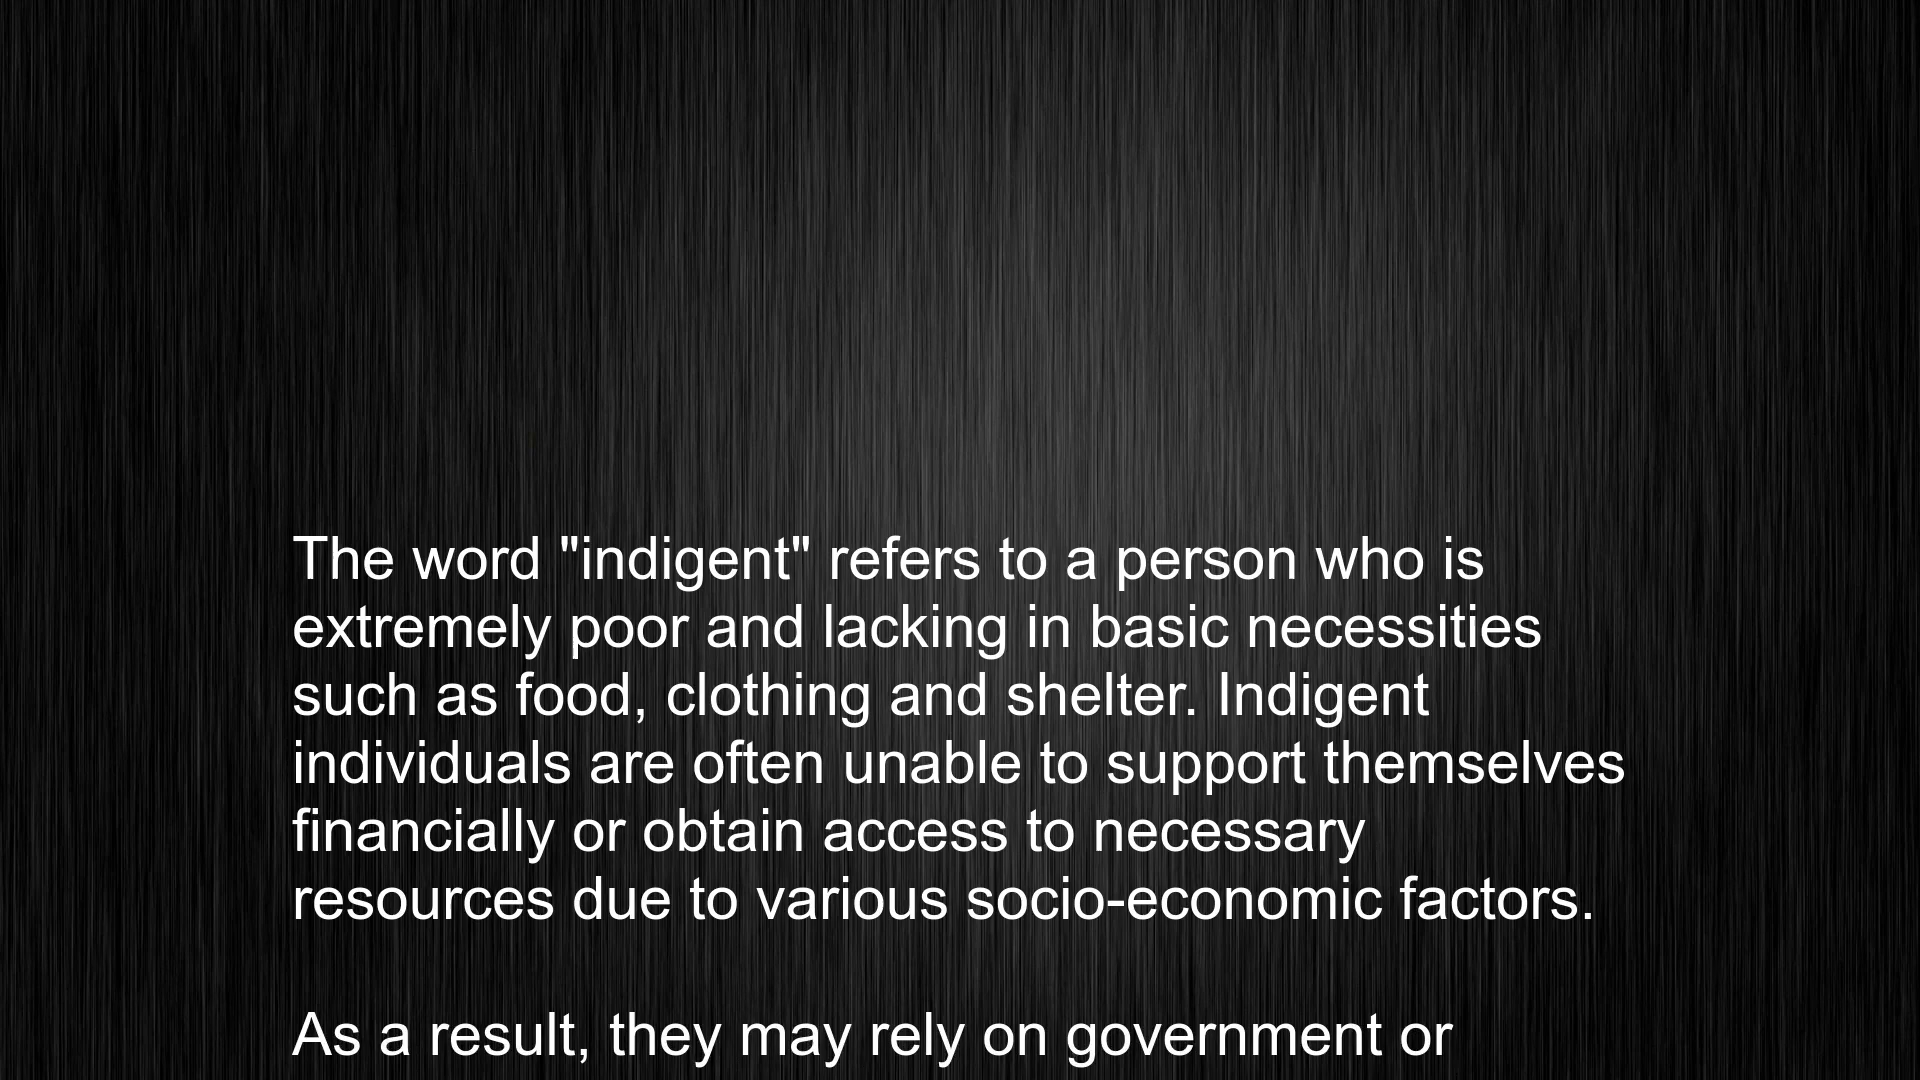 The word "indigent" refers to a person who is
extremely poor and lacking in basic necessities
such as food, clothing and shelter. Indigent
individuals are often unable to support themselves
financially or obtain access to necessary
resources due to various socio-economic factors.
As a result, they may rely on government or